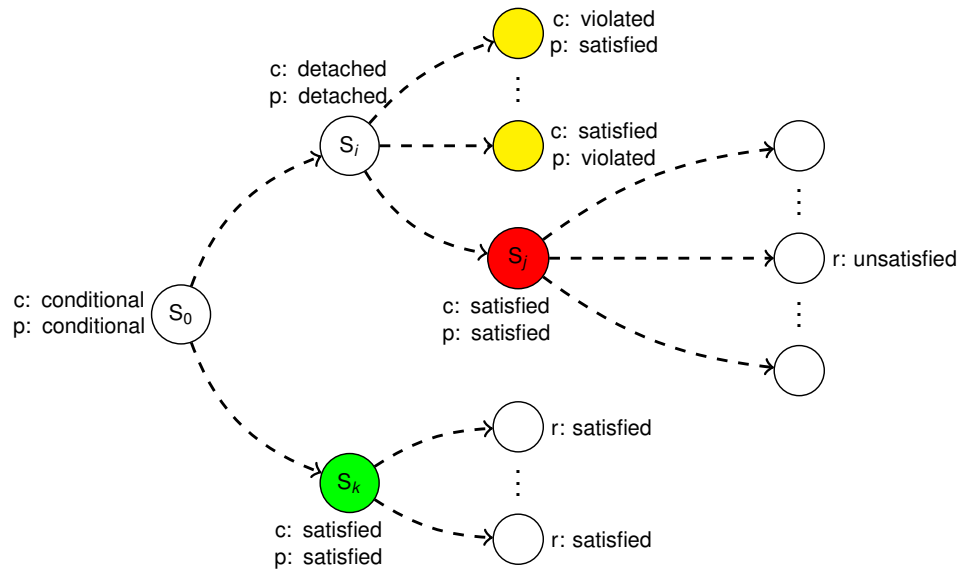 c: violated
p: satisfied
c: detached
p: detached
S_i
c: satisfied
p: violated
S_j
r: unsatisfied
c: conditional
p: conditional
S_0
c: satisfied
p: satisfied
r: satisfied
S_k
c: satisfied
p: satisfied
r: satisfied